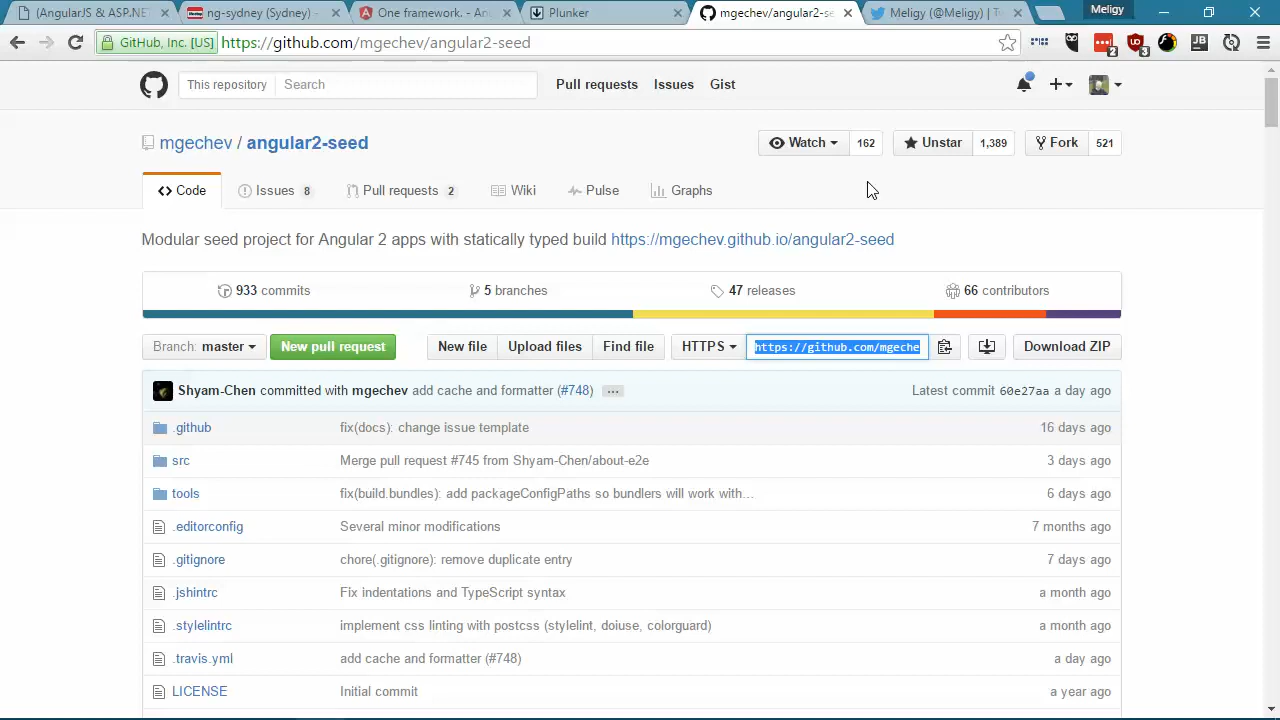 (AngularJS & ASP.NET
ng-sydney (Sydney)
One framework. - An
Plunker
mgechev/angular2-se
Meligy (@Meligy) | Tw
Meligy
GitHub, Inc. [US]
https://github.com/mgechev/angular2-seed
2
3
This repository
Search
Pull requests
Issues
Gist
mgechev / angular2-seed
Watch
162
Unstar
1,389
Fork
521
Code
Issues 8
Pull requests 2
Wiki
Pulse
Graphs
Modular seed project for Angular 2 apps with statically typed build https://mgechev.github.io/angular2-seed
933 commits
5 branches
47 releases
66 contributors
Branch: master
New pull request
New file
Upload files
Find file
HTTPS
https://github.com/mgeche
Download ZIP
Shyam-Chen committed with mgechev add cache and formatter (#748) …
Latest commit 60e27aa a day ago
.github
fix(docs): change issue template
16 days ago
src
Merge pull request #745 from Shyam-Chen/about-e2e
3 days ago
tools
fix(build.bundles): add packageConfigPaths so bundlers will work with…
6 days ago
.editorconfig
Several minor modifications
7 months ago
.gitignore
chore(.gitignore): remove duplicate entry
7 days ago
.jshintrc
Fix indentations and TypeScript syntax
a month ago
.stylelintrc
implement css linting with postcss (stylelint, doiuse, colorguard)
a month ago
.travis.yml
add cache and formatter (#748)
a day ago
LICENSE
Initial commit
a year ago